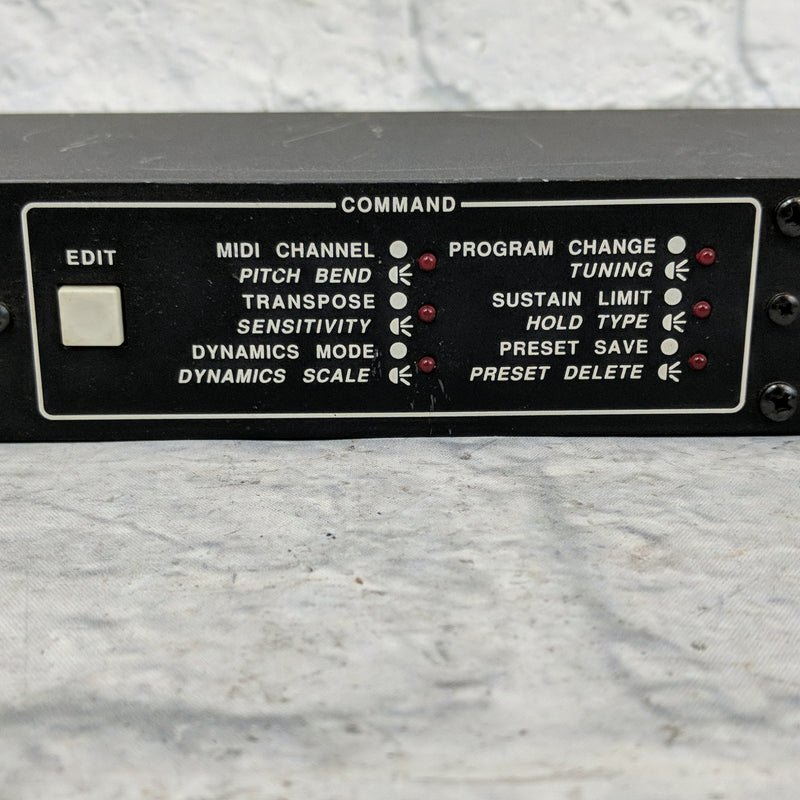 COMMAND
EDIT
MIDI CHANNEL
PITCH BEND
TRANSPOSE
SENSITIVITY
DYNAMICS MODE
DYNAMICS SCALE
PROGRAM CHANGE
TUNING
SUSTAIN LIMIT
HOLD TYPE
PRESET SAVE
PRESET DELETE